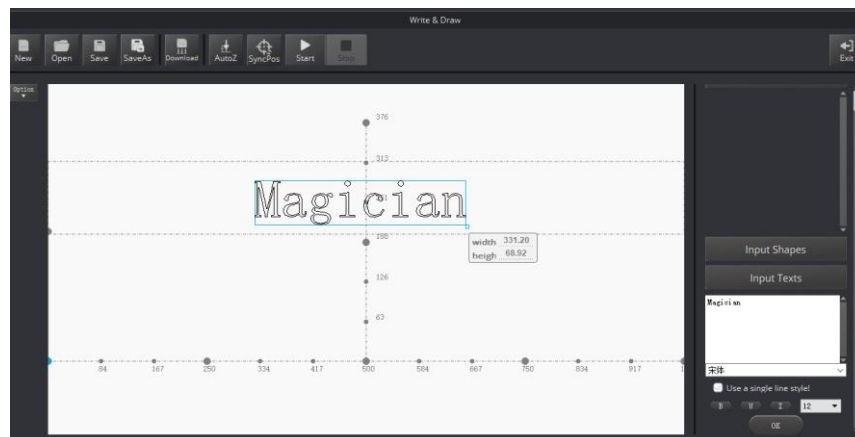 Write & Draw
New Open Save SaveAs Download AutoZ SyncPos Start Stop Exit
Option
376
313
Magician
251
188
width 331.20
heigh 68.92
126
63
84 167 250 334 417 500 584 667 750 834 917 1
Input Shapes
Input Texts
Magician
宋体
Use a single line style!
B U I 12
OK